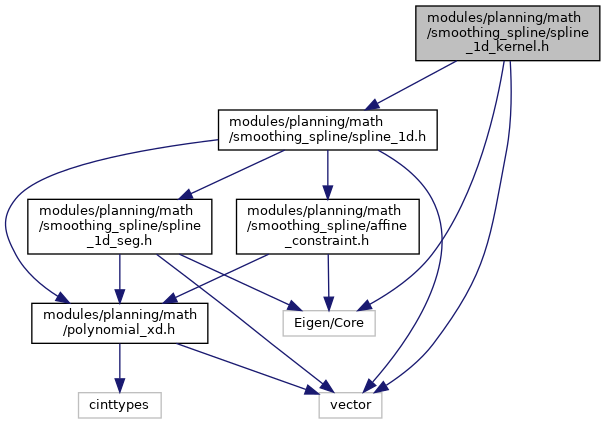 modules/planning/math
/smoothing_spline/spline
_1d_kernel.h
modules/planning/math
/smoothing_spline/spline_1d.h
modules/planning/math
/smoothing_spline/spline
_1d_seg.h
modules/planning/math
/smoothing_spline/affine
_constraint.h
modules/planning/math
/polynomial_xd.h
Eigen/Core
cinttypes
vector